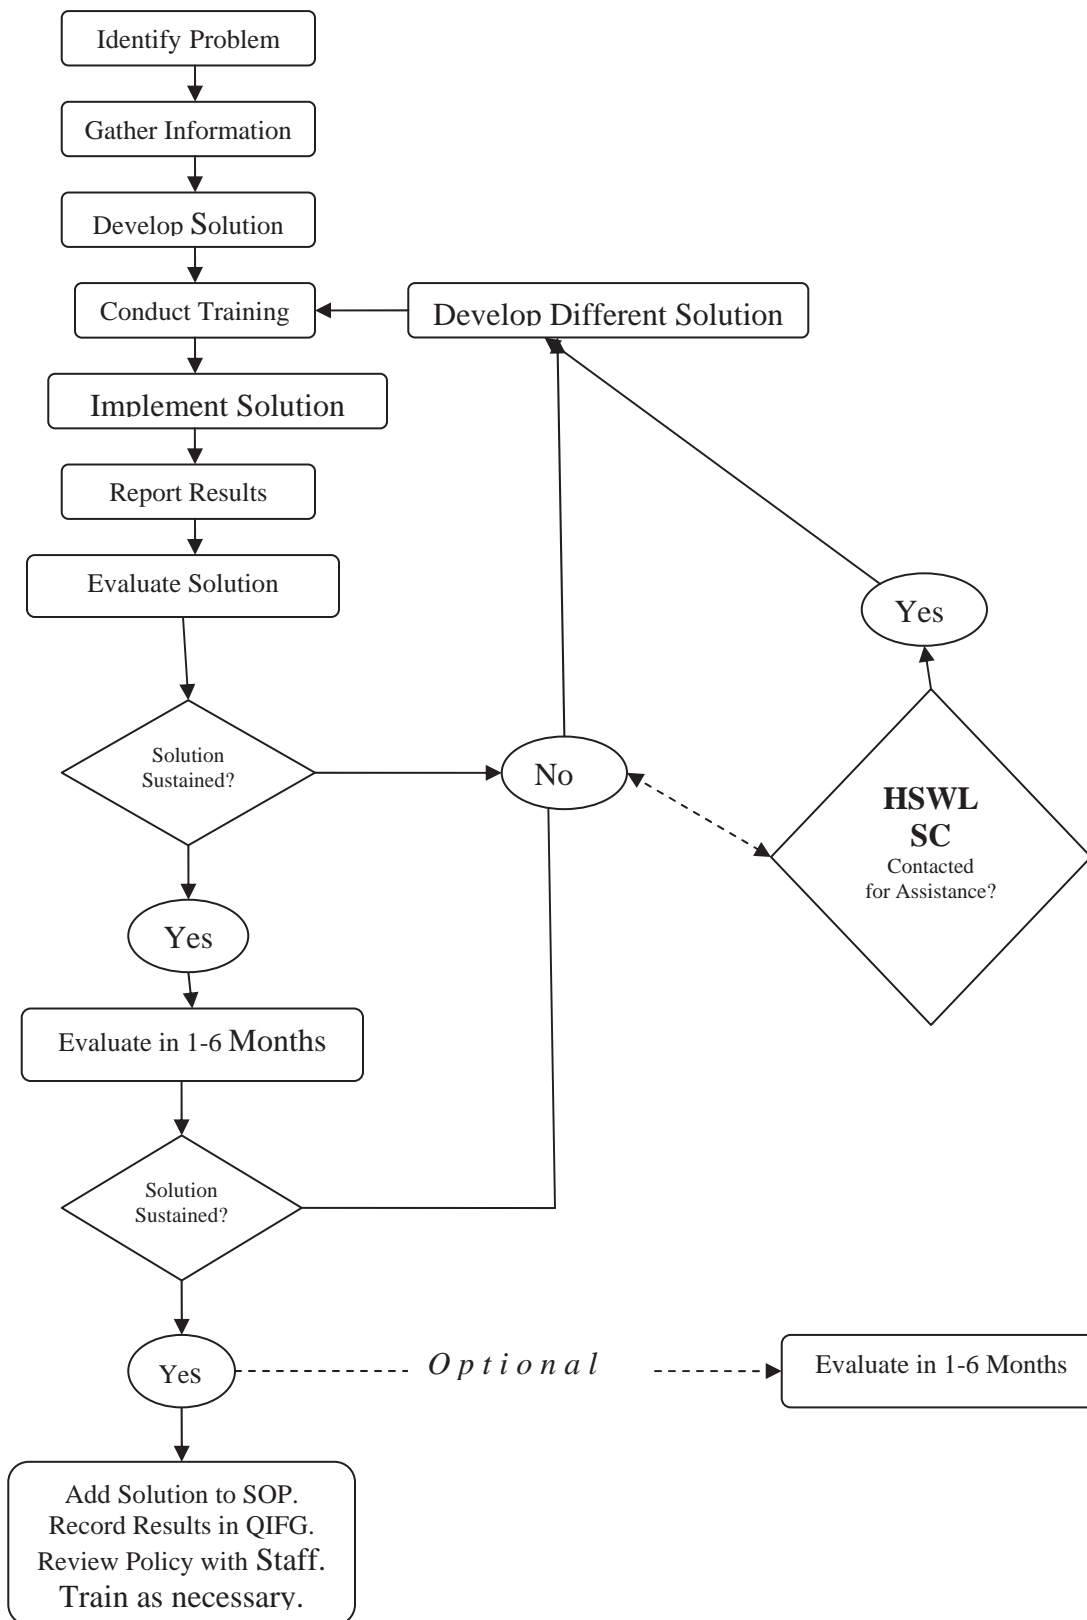 Identify Problem
Gather Information
Develop Solution
Conduct Training
Develop Different Solution
Implement Solution
Report Results
Evaluate Solution
Yes
Solution
Sustained?
No
HSWL
SC
Contacted
for Assistance?
Yes
Evaluate in 1-6 Months
Solution
Sustained?
Yes
Optional
Evaluate in 1-6 Months
Add Solution to SOP.
Record Results in QIFG.
Review Policy with Staff.
Train as necessary.